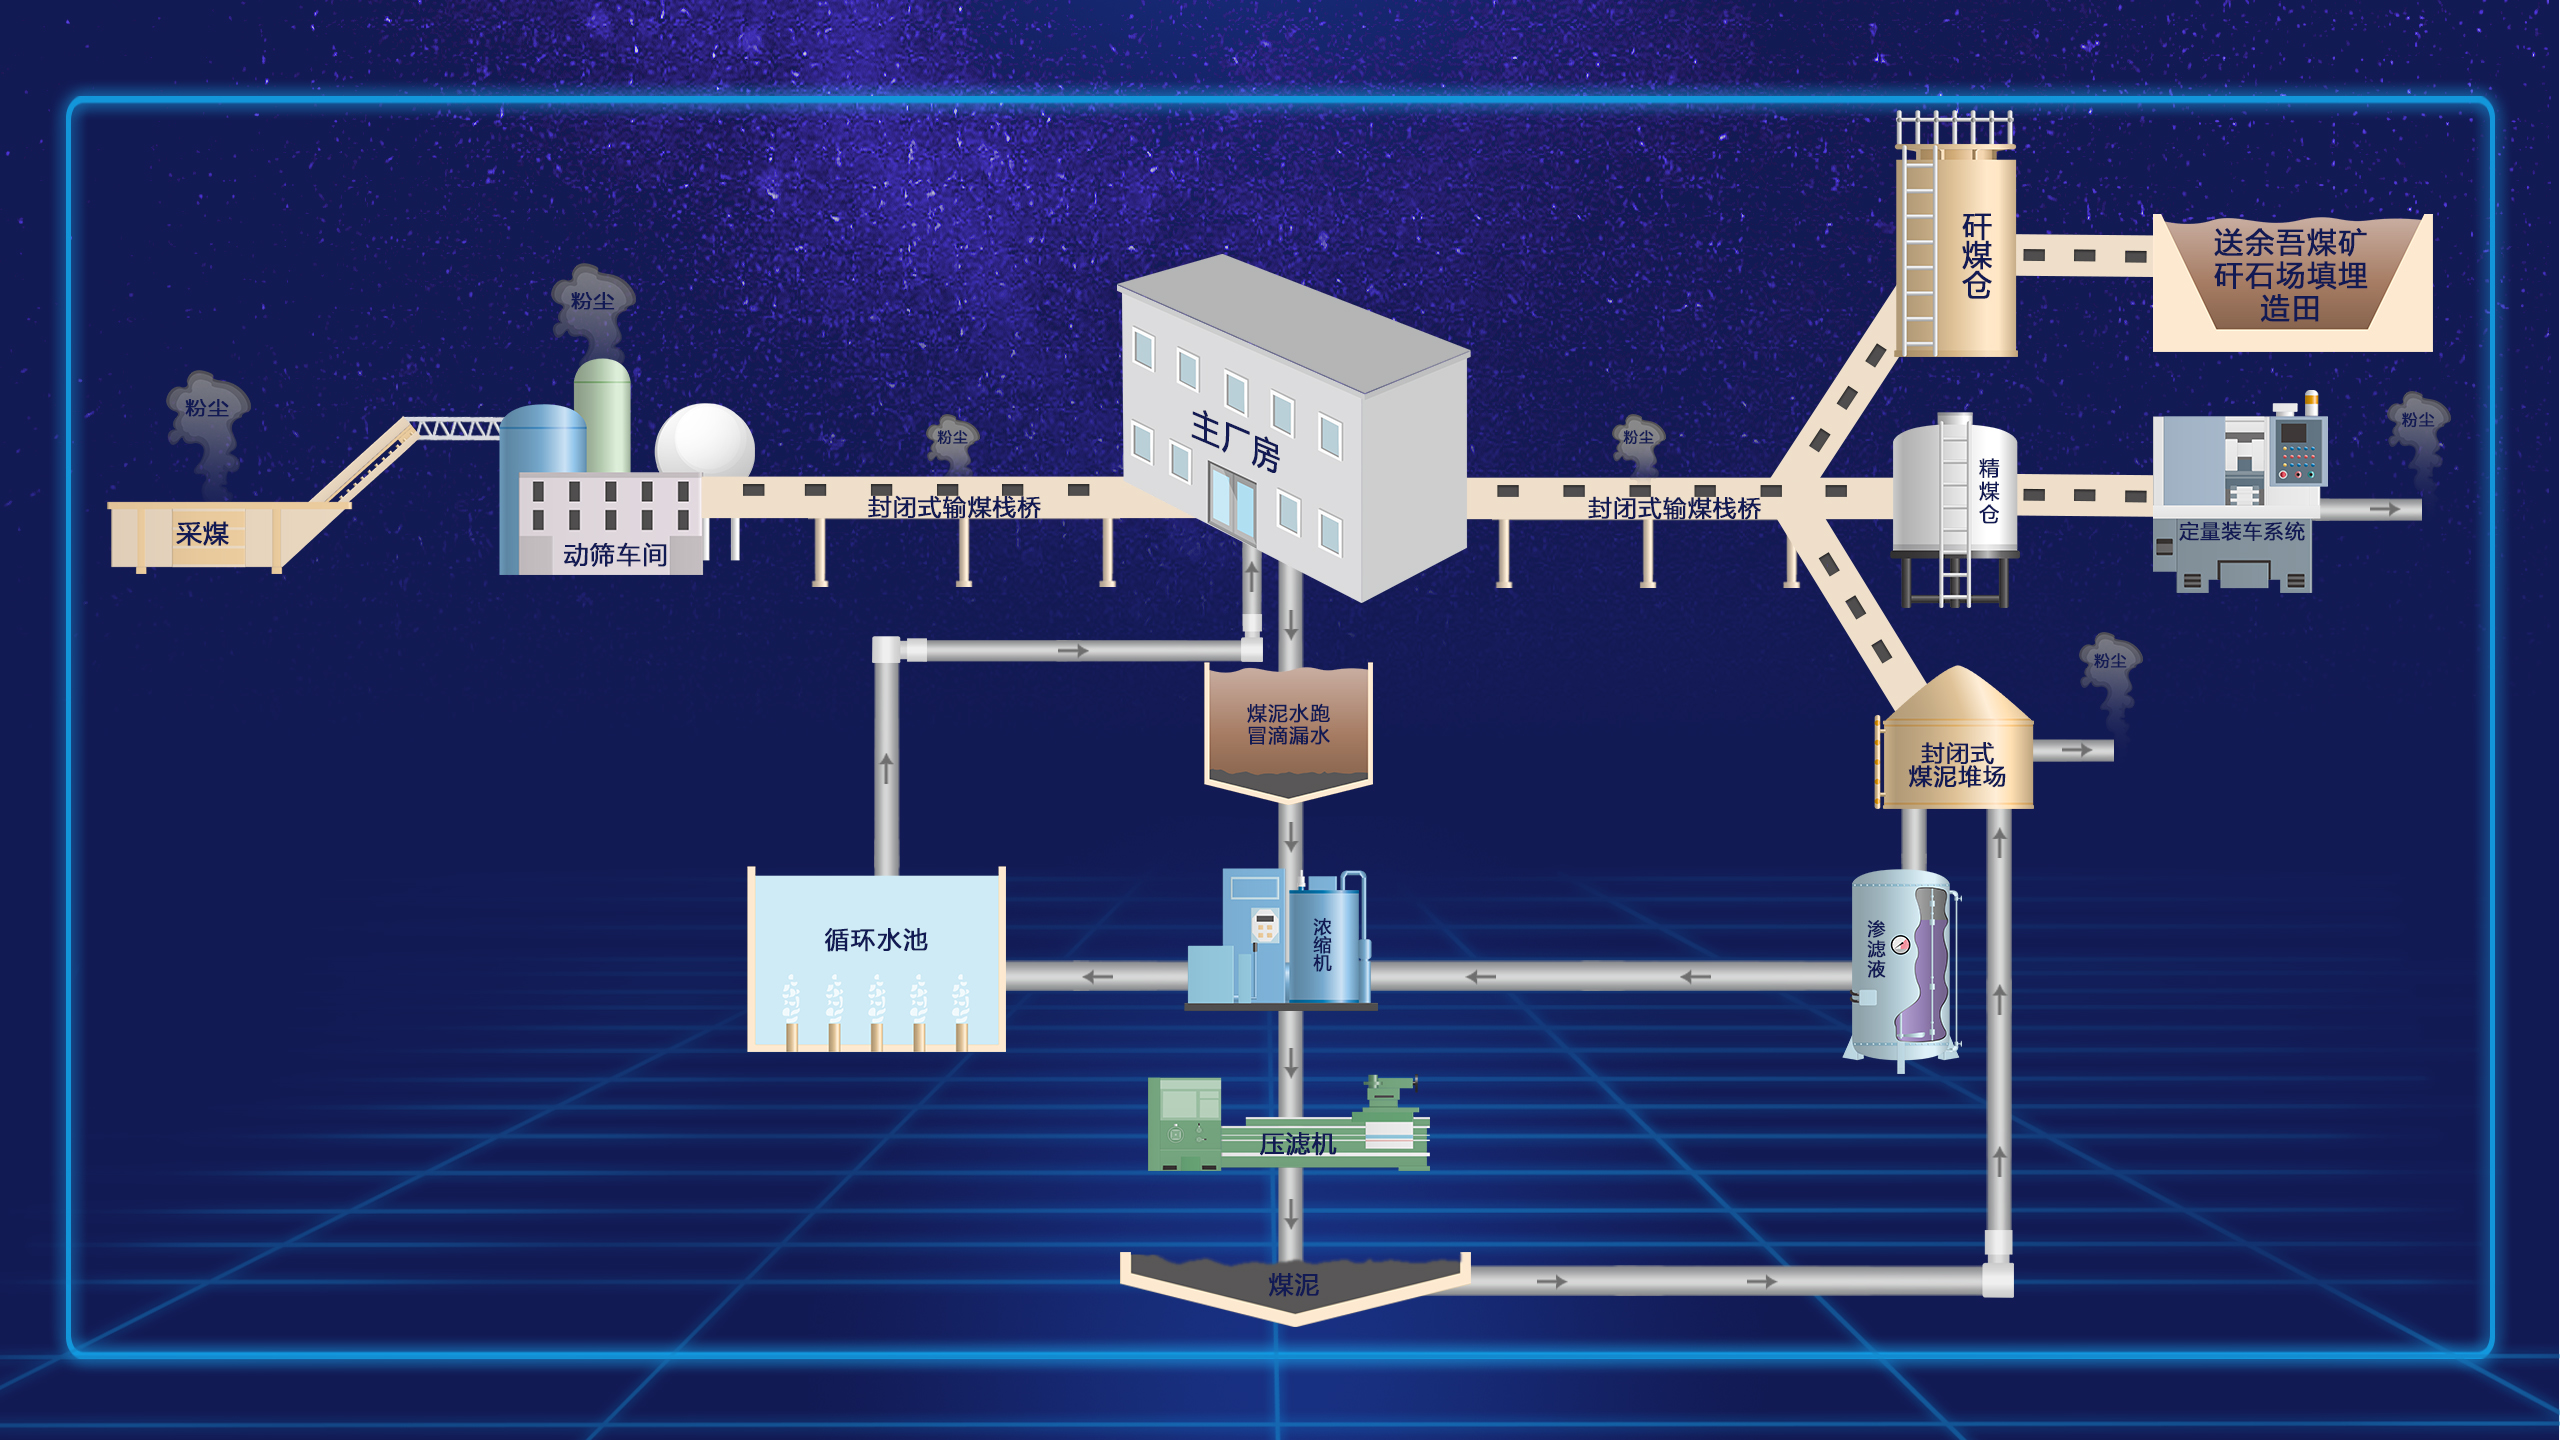 粉尘
采煤
粉尘
动筛车间
粉尘
封闭式输煤栈桥
主厂房
粉尘
封闭式输煤栈桥
矸煤仓
送余吾煤矿
矸石场填埋
造田
精煤仓
定量装车系统
粉尘
粉尘
封闭式
煤泥堆场
煤泥水跑
冒滴漏水
循环水池
浓缩机
渗滤液
压滤机
煤泥